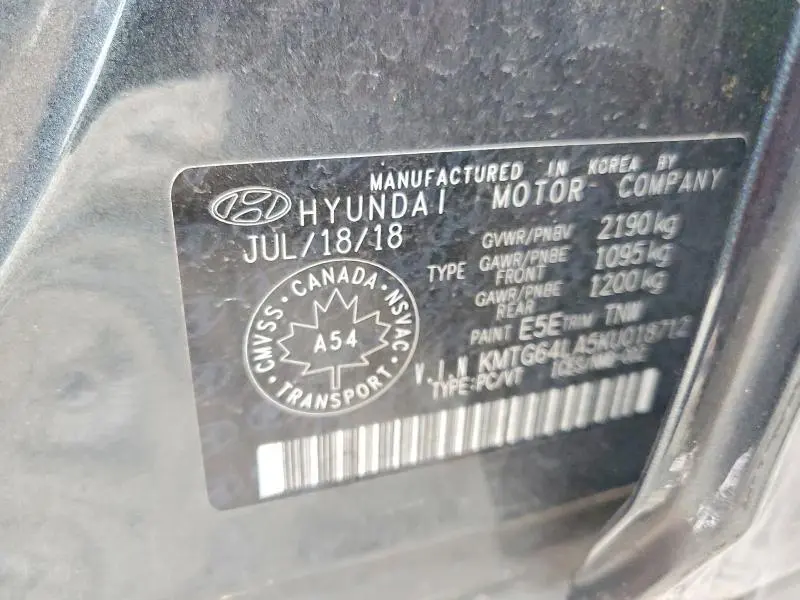 MANUFACTURED IN KOREA BY
HYUNDAI MOTOR COMPANY
JUL/18/18
GVWR/PNBV 2190kg
TYPE GAWR/PNBE FRONT 1095kg
GAWR/PNBE REAR 1200kg
PAINT E5E TRIM TNW
V.I.N KMTG64LA5KU018712
TYPE:PC/VT
CMVSS · CANADA · NSVAC · TRANSPORT ·
A54